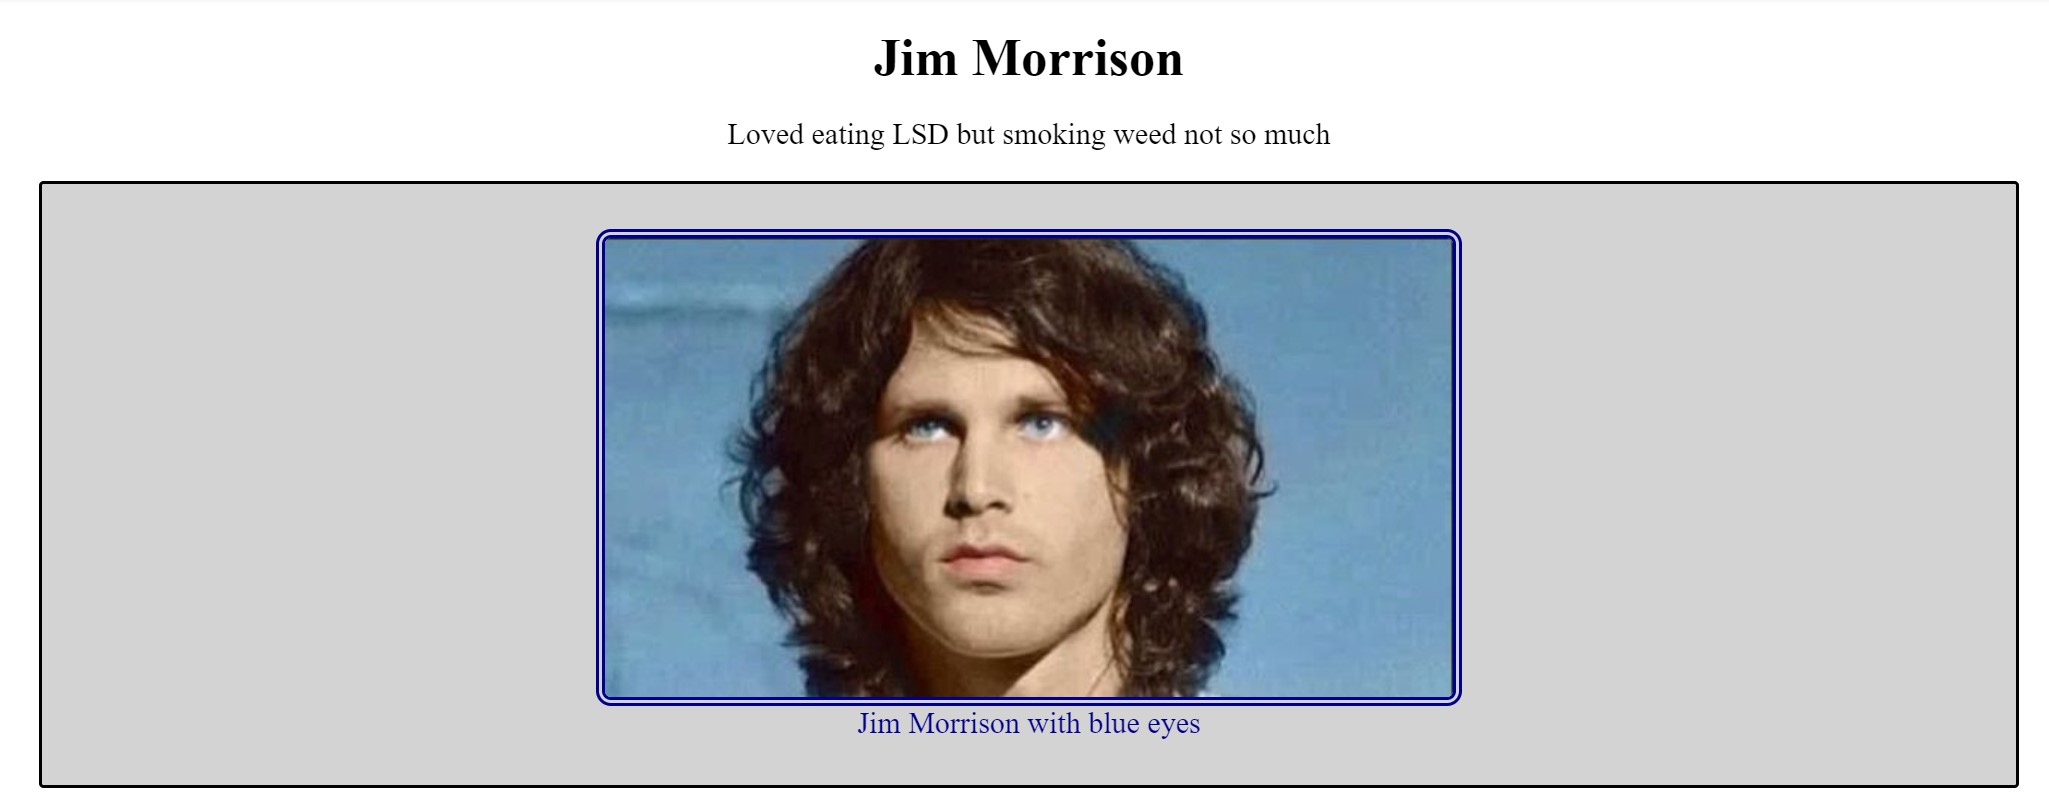 Jim Morrison
Loved eating LSD but smoking weed not so much
Jim Morrison with blue eyes